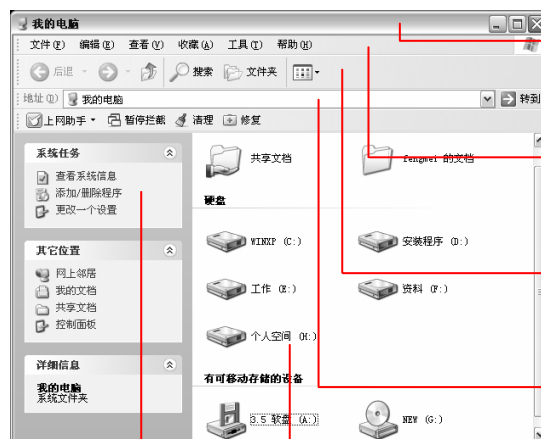 我的电脑
文件(F) 编辑(E) 查看(V) 收藏(A) 工具(T) 帮助(H)
后退 搜索 文件夹
地址(D) 我的电脑 转到
上网助手 暂停拦截 清理 修复
系统任务
查看系统信息
添加/删除程序
更改一个设置
其它位置
网上邻居
我的文档
共享文档
控制面板
详细信息
我的电脑
系统文件夹
共享文档 fengmei 的文档
硬盘
WINXP (C:) 安装程序 (D:)
工作 (E:) 资料 (F:)
个人空间 (H:)
有可移动存储的设备
3.5 软盘 (A:) NEW (G:)